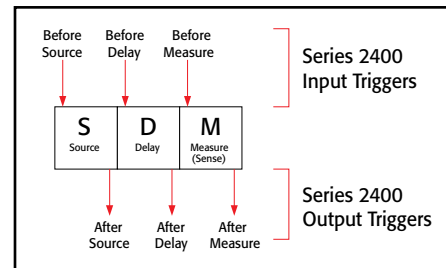 Before Source
Before Delay
Before Measure
Series 2400
Input Triggers
S
Source
D
Delay
M
Measure
(Sense)
Series 2400
Output Triggers
After Source
After Delay
After Measure